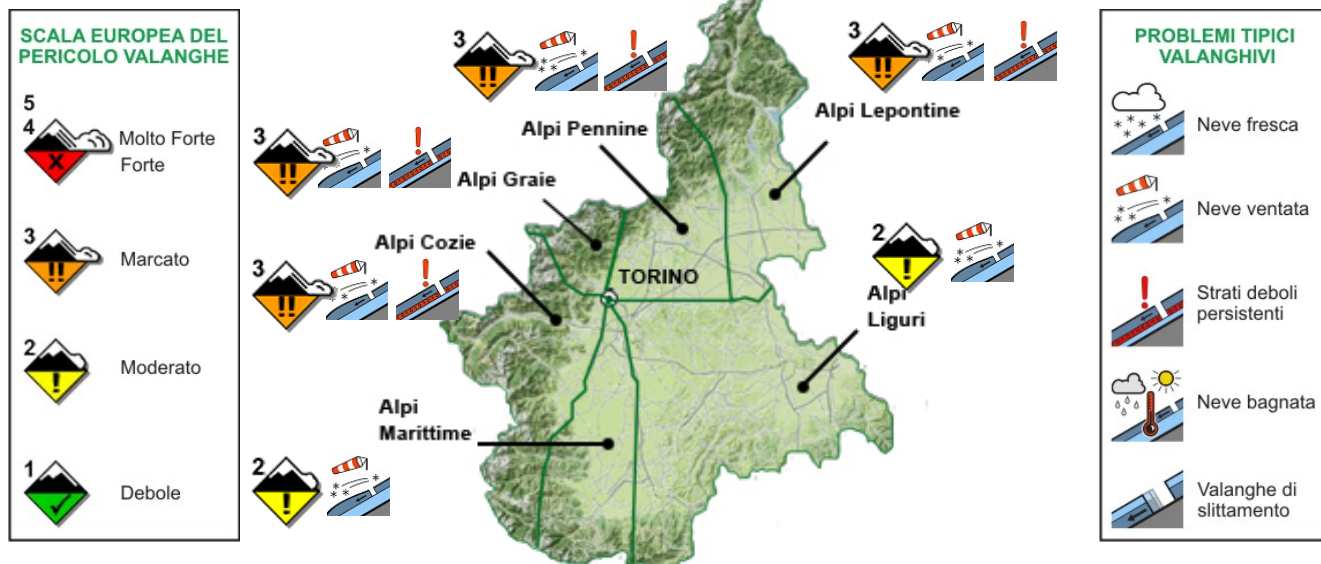 SCALA EUROPEA DEL
PERICOLO VALANGHE
5
4
Molto Forte
Forte
3
Marcato
2
Moderato
1
Debole
3
3
3
3
2
2
Alpi Lepontine
Alpi Pennine
Alpi Graie
Alpi Cozie
TORINO
Alpi
Liguri
Alpi
Marittime
PROBLEMI TIPICI
VALANGHIVI
Neve fresca
Neve ventata
Strati deboli
persistenti
Neve bagnata
Valanghe di
slittamento